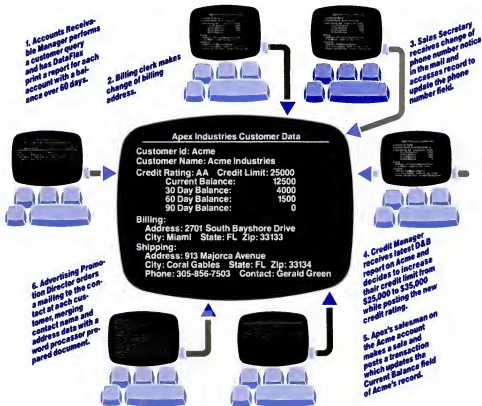 1. Accounts Receiva-
ble Manager performs
a customer query
and has DataFlex
print a report for each
account with a bal-
ance over 60 days.
2. Billing clerk makes
change of billing
address.
3. Sales Secretary
receives change of
phone number notice
in the mail and
accesses record to
update the phone
number field.
Apex Industries Customer Data
Customer id: Acme
Customer Name: Acme Industries
Credit Rating: AA Credit Limit: 25000
Current Balance: 12500
30 Day Balance: 4000
60 Day Balance: 1500
90 Day Balance: 0
Billing:
Address: 2701 South Bayshore Drive
City: Miami State: FL Zip: 33133
Shipping:
Address: 913 Majorca Avenue
City: Coral Gables State: FL Zip: 33134
Phone: 305-856-7503 Contact: Gerald Green
4. Credit Manager
receives latest D&B
report on Acme and
decides to increase
their credit limit from
$25,000 to $35,000
while posting the new
credit rating.
5. Apex's salesman on
the Acme account
makes a sale and
posts a transaction
which updates the
Current Balance field
of Acme's record.
6. Advertising Promo-
tion Director orders
a mailing to the con-
tact at each cus-
tomer, merging
contact name and
address data with a
word processor pre-
pared document.